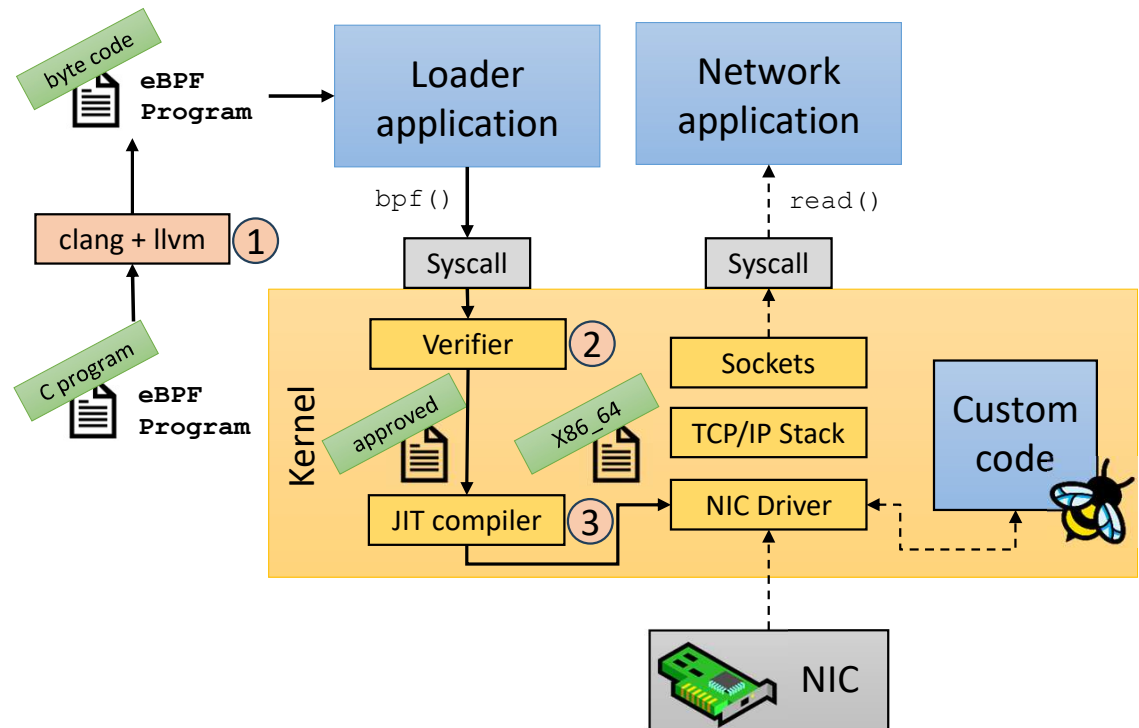 byte code
eBPF
Program
Loader
application
Network
application
bpf()
read()
clang + llvm
1
Syscall
Syscall
C program
eBPF
Program
Kernel
Verifier
2
Sockets
approved
X86_64
TCP/IP Stack
Custom
code
JIT compiler
3
NIC Driver
NIC